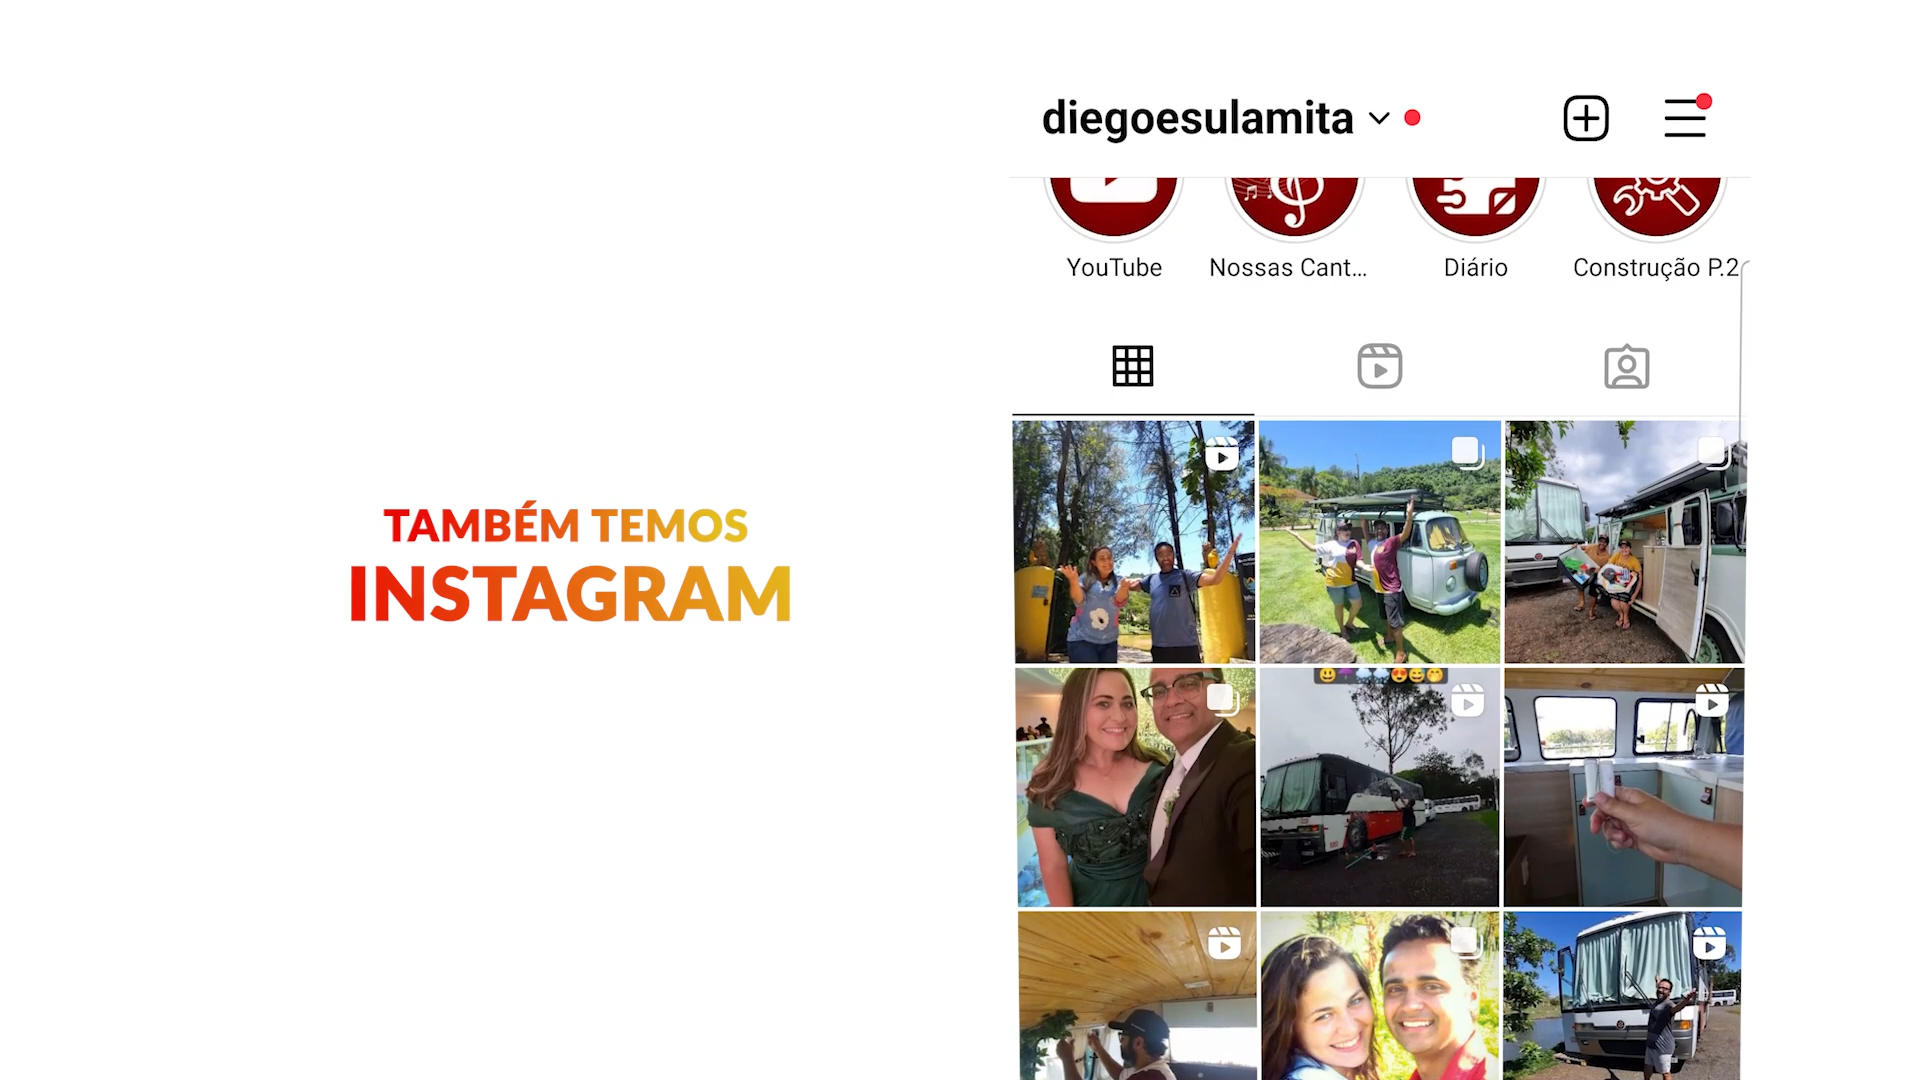 TAMBÉM TEMOS
INSTAGRAM
diegoesulamita
YouTube
Nossas Cant...
Diário
Construção P.2